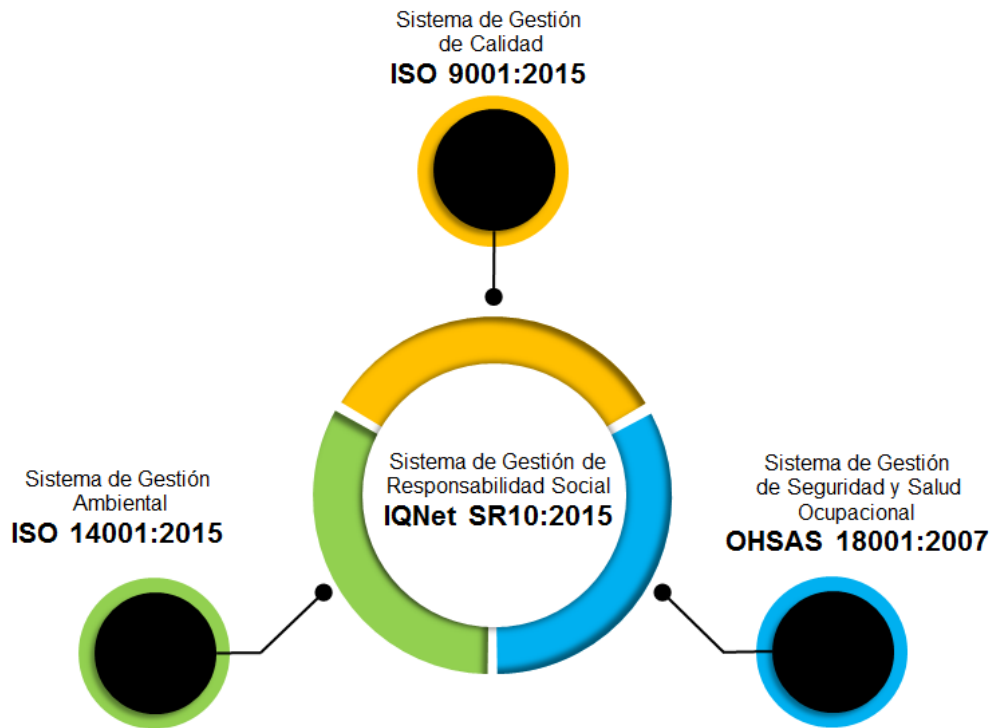 Sistema de Gestión
de Calidad
ISO 9001:2015
Sistema de Gestión de
Responsabilidad Social
IQNet SR10:2015
Sistema de Gestión
Ambiental
ISO 14001:2015
Sistema de Gestión
de Seguridad y Salud
Ocupacional
OHSAS 18001:2007